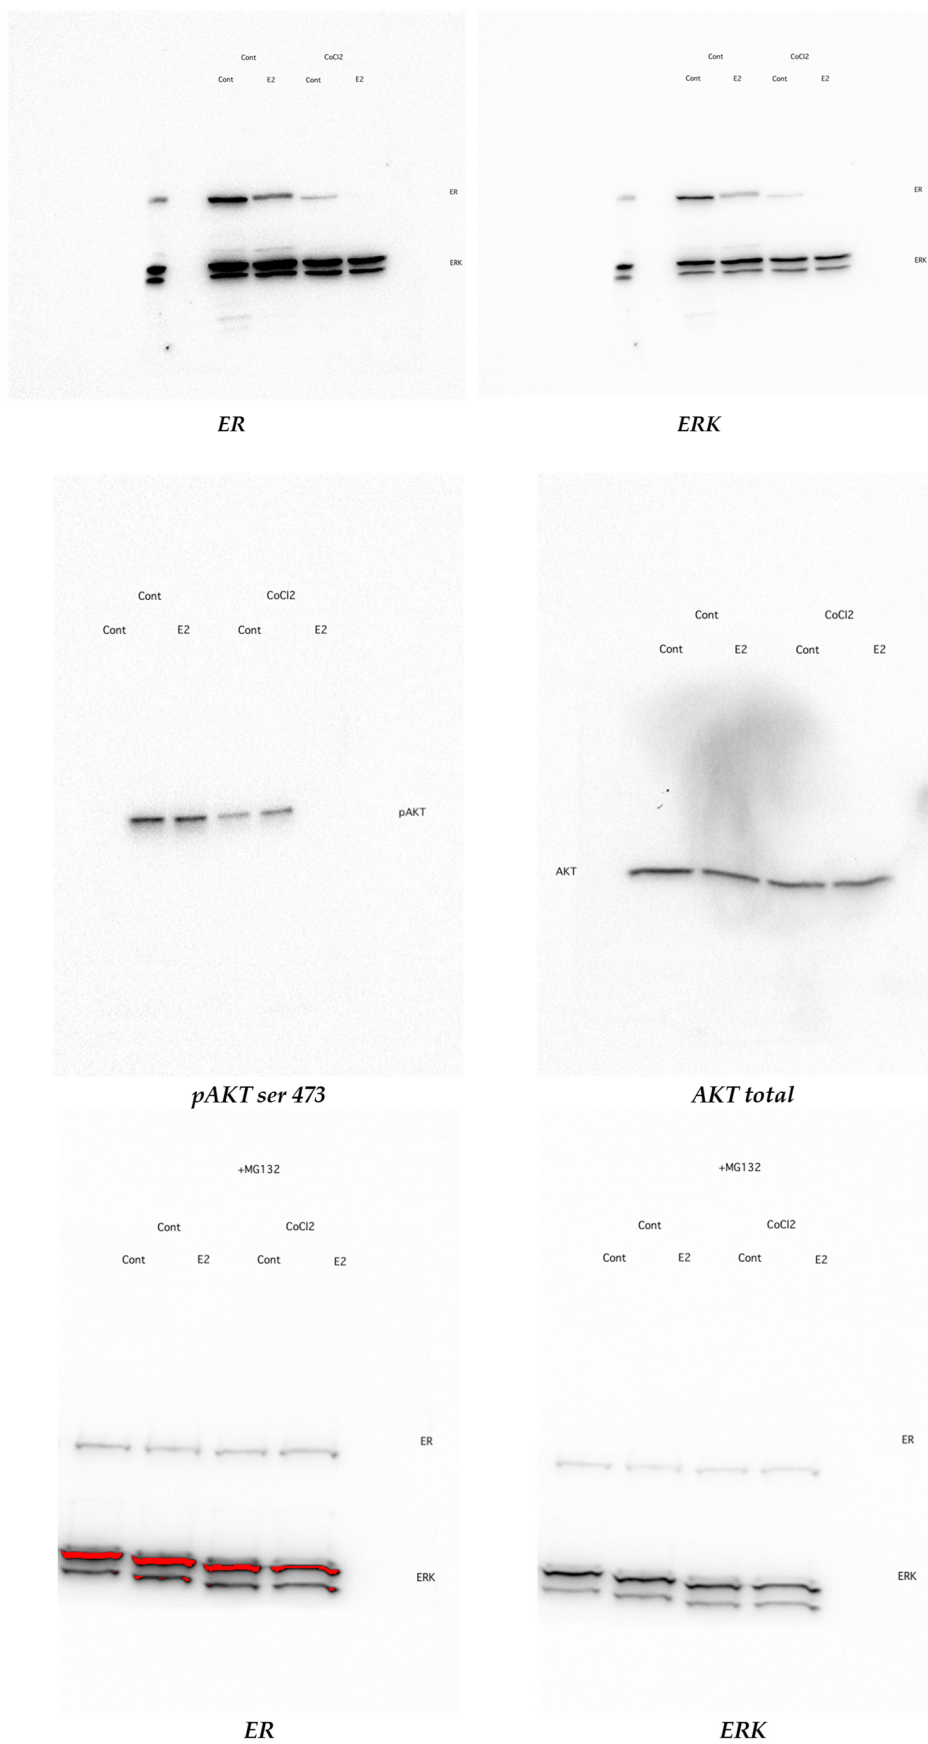 Cont CoCl2
Cont E2 Cont E2
ER
ERK
ER
Cont CoCl2
Cont E2 Cont E2
ER
ERK
ERK
Cont CoCl2
Cont E2 Cont E2
pAKT
pAKT ser 473
Cont CoCl2
Cont E2 Cont E2
AKT
AKT total
+MG132
Cont CoCl2
Cont E2 Cont E2
ER
ERK
ER
+MG132
Cont CoCl2
Cont E2 Cont E2
ER
ERK
ERK